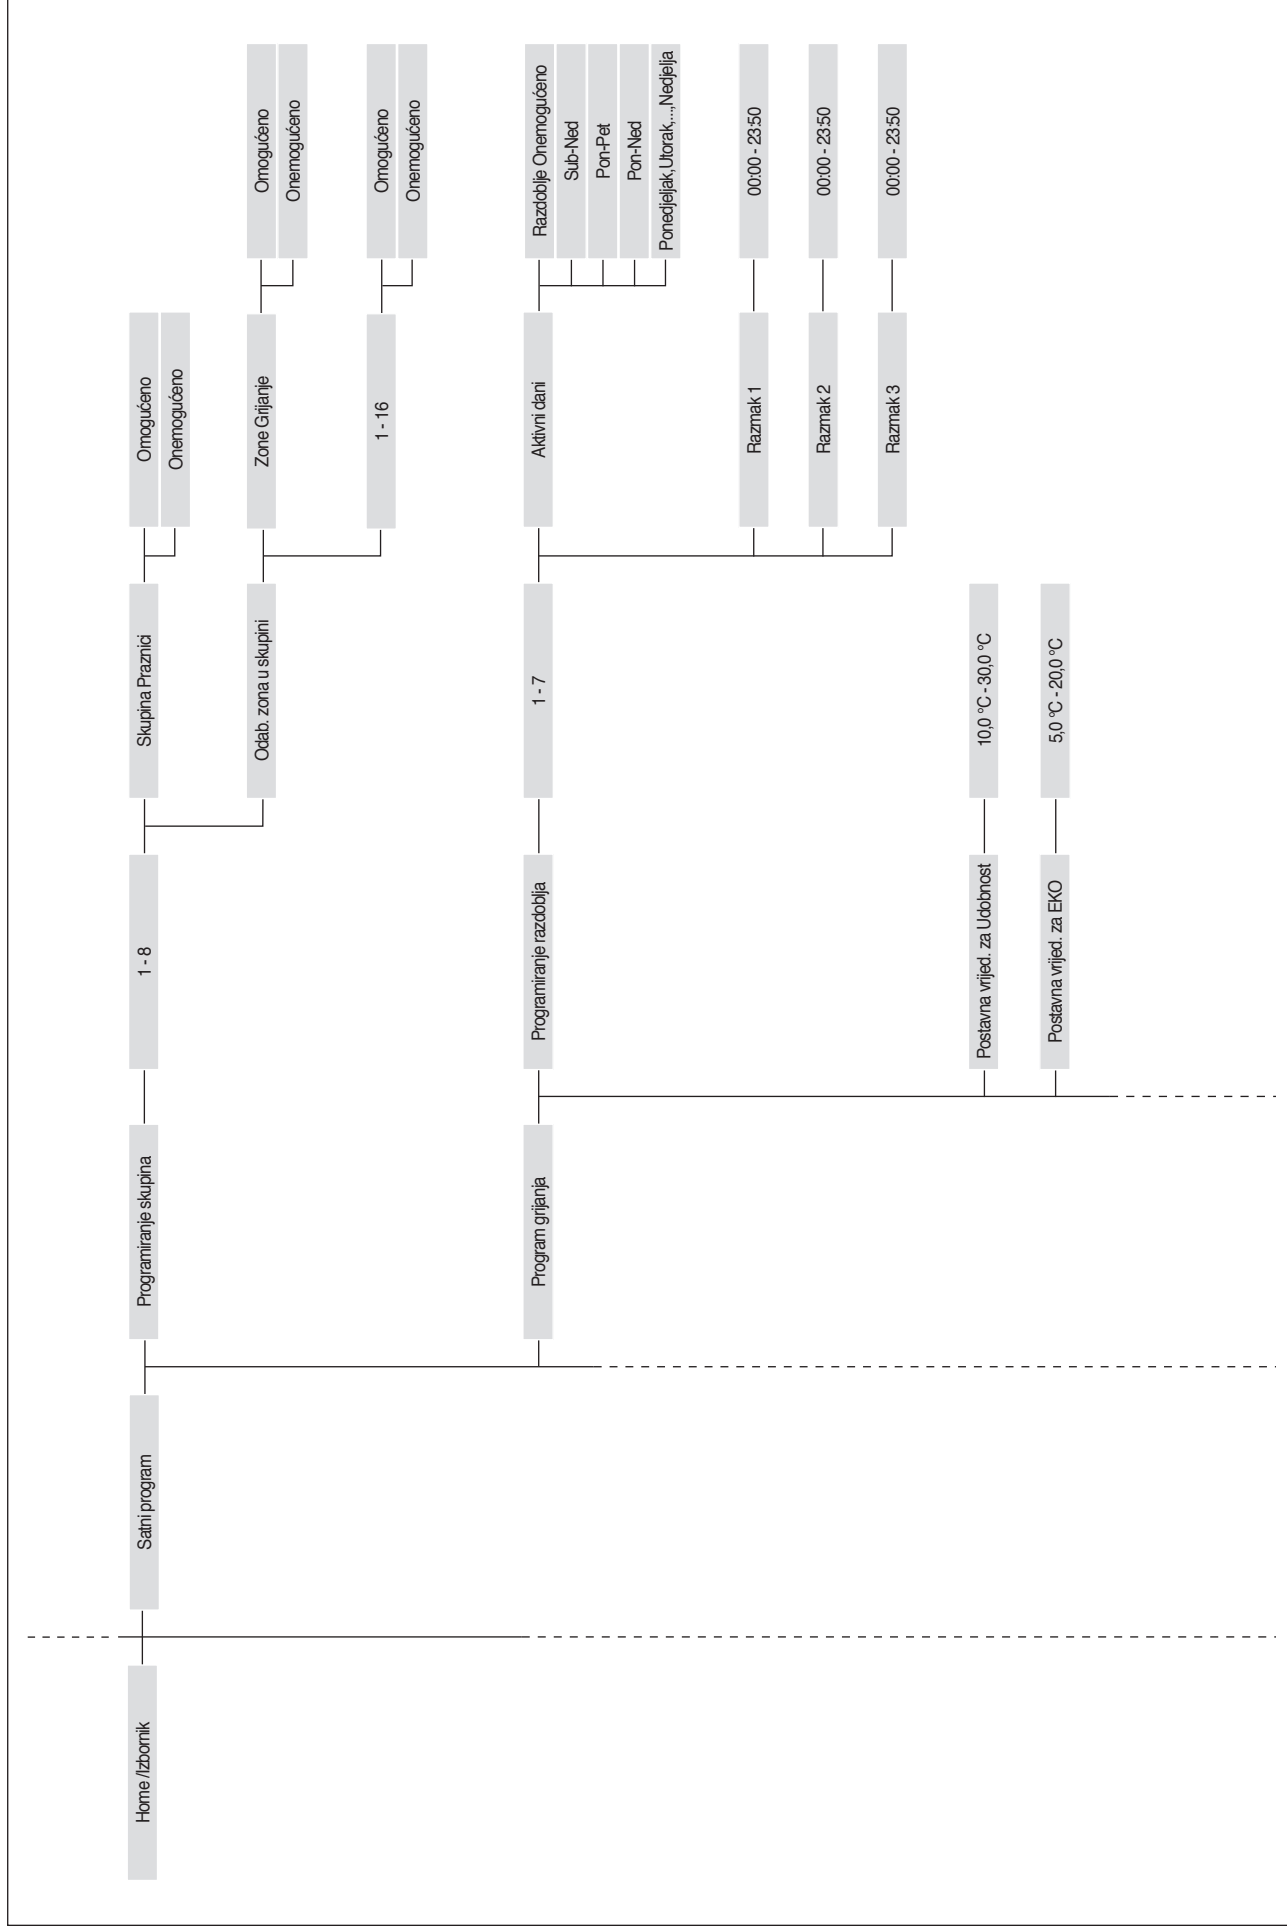 Home /Izbornik
Satni program
Programiranje skupina
1 - 8
Skupina Praznici
Omogućeno
Onemogućeno
Odab. zona u skupini
Zone Grijanje
Omogućeno
Onemogućeno
1 - 16
Omogućeno
Onemogućeno
Program grijanja
Programiranje razdoblja
1 - 7
Aktivni dani
Razdoblje Onemogućeno
Sub-Ned
Pon-Pet
Pon-Ned
Ponedjeljak,Utorak,...,Nedjelja
Razmak 1
00:00 - 23:50
Razmak 2
00:00 - 23:50
Razmak 3
00:00 - 23:50
Postavna vrijed. za Udobnost
10,0 °C - 30,0 °C
Postavna vrijed. za EKO
5,0 °C - 20,0 °C